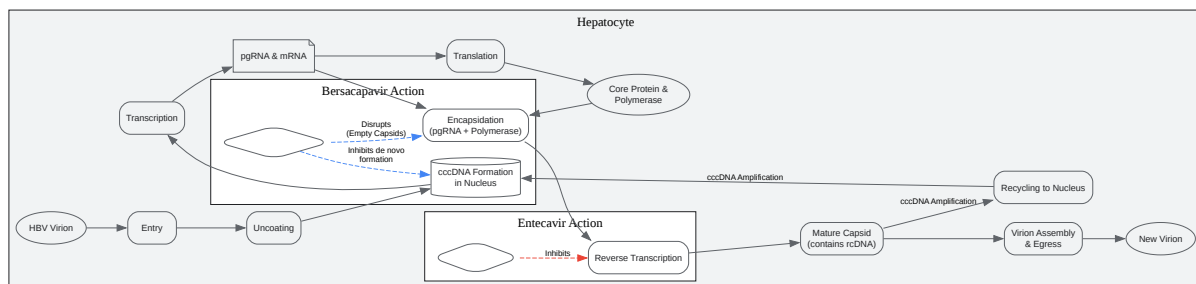 Hepatocyte
pgRNA & mRNA
Translation
Bersacapavir Action
Core Protein &
Polymerase
Transcription
Encapsidation
(pgRNA + Polymerase)
Disrupts
(Empty Capsids)
Inhibits de novo
formation
cccDNA Formation
in Nucleus
cccDNA Amplification
Recycling to Nucleus
cccDNA Amplification
HBV Virion
Entry
Uncoating
Entecavir Action
Inhibits
Reverse Transcription
Mature Capsid
(contains rcDNA)
Virion Assembly
& Egress
New Virion